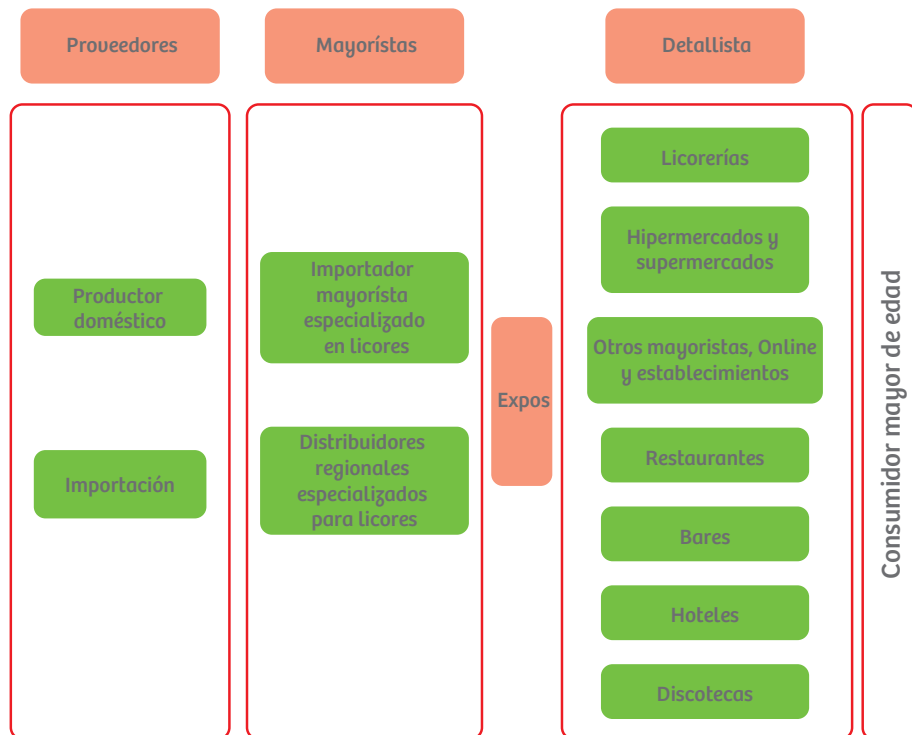 Proveedores
Mayorístas
Detallista
Productor
doméstico
Importación
Importador
mayorísta
especializado
en licores
Distribuidores
regionales
especializados
para licores
Expos
Licorerías
Hipermercados y
supermercados
Otros mayoristas, Online
y establecimientos
Restaurantes
Bares
Hoteles
Discotecas
Consumidor mayor de edad